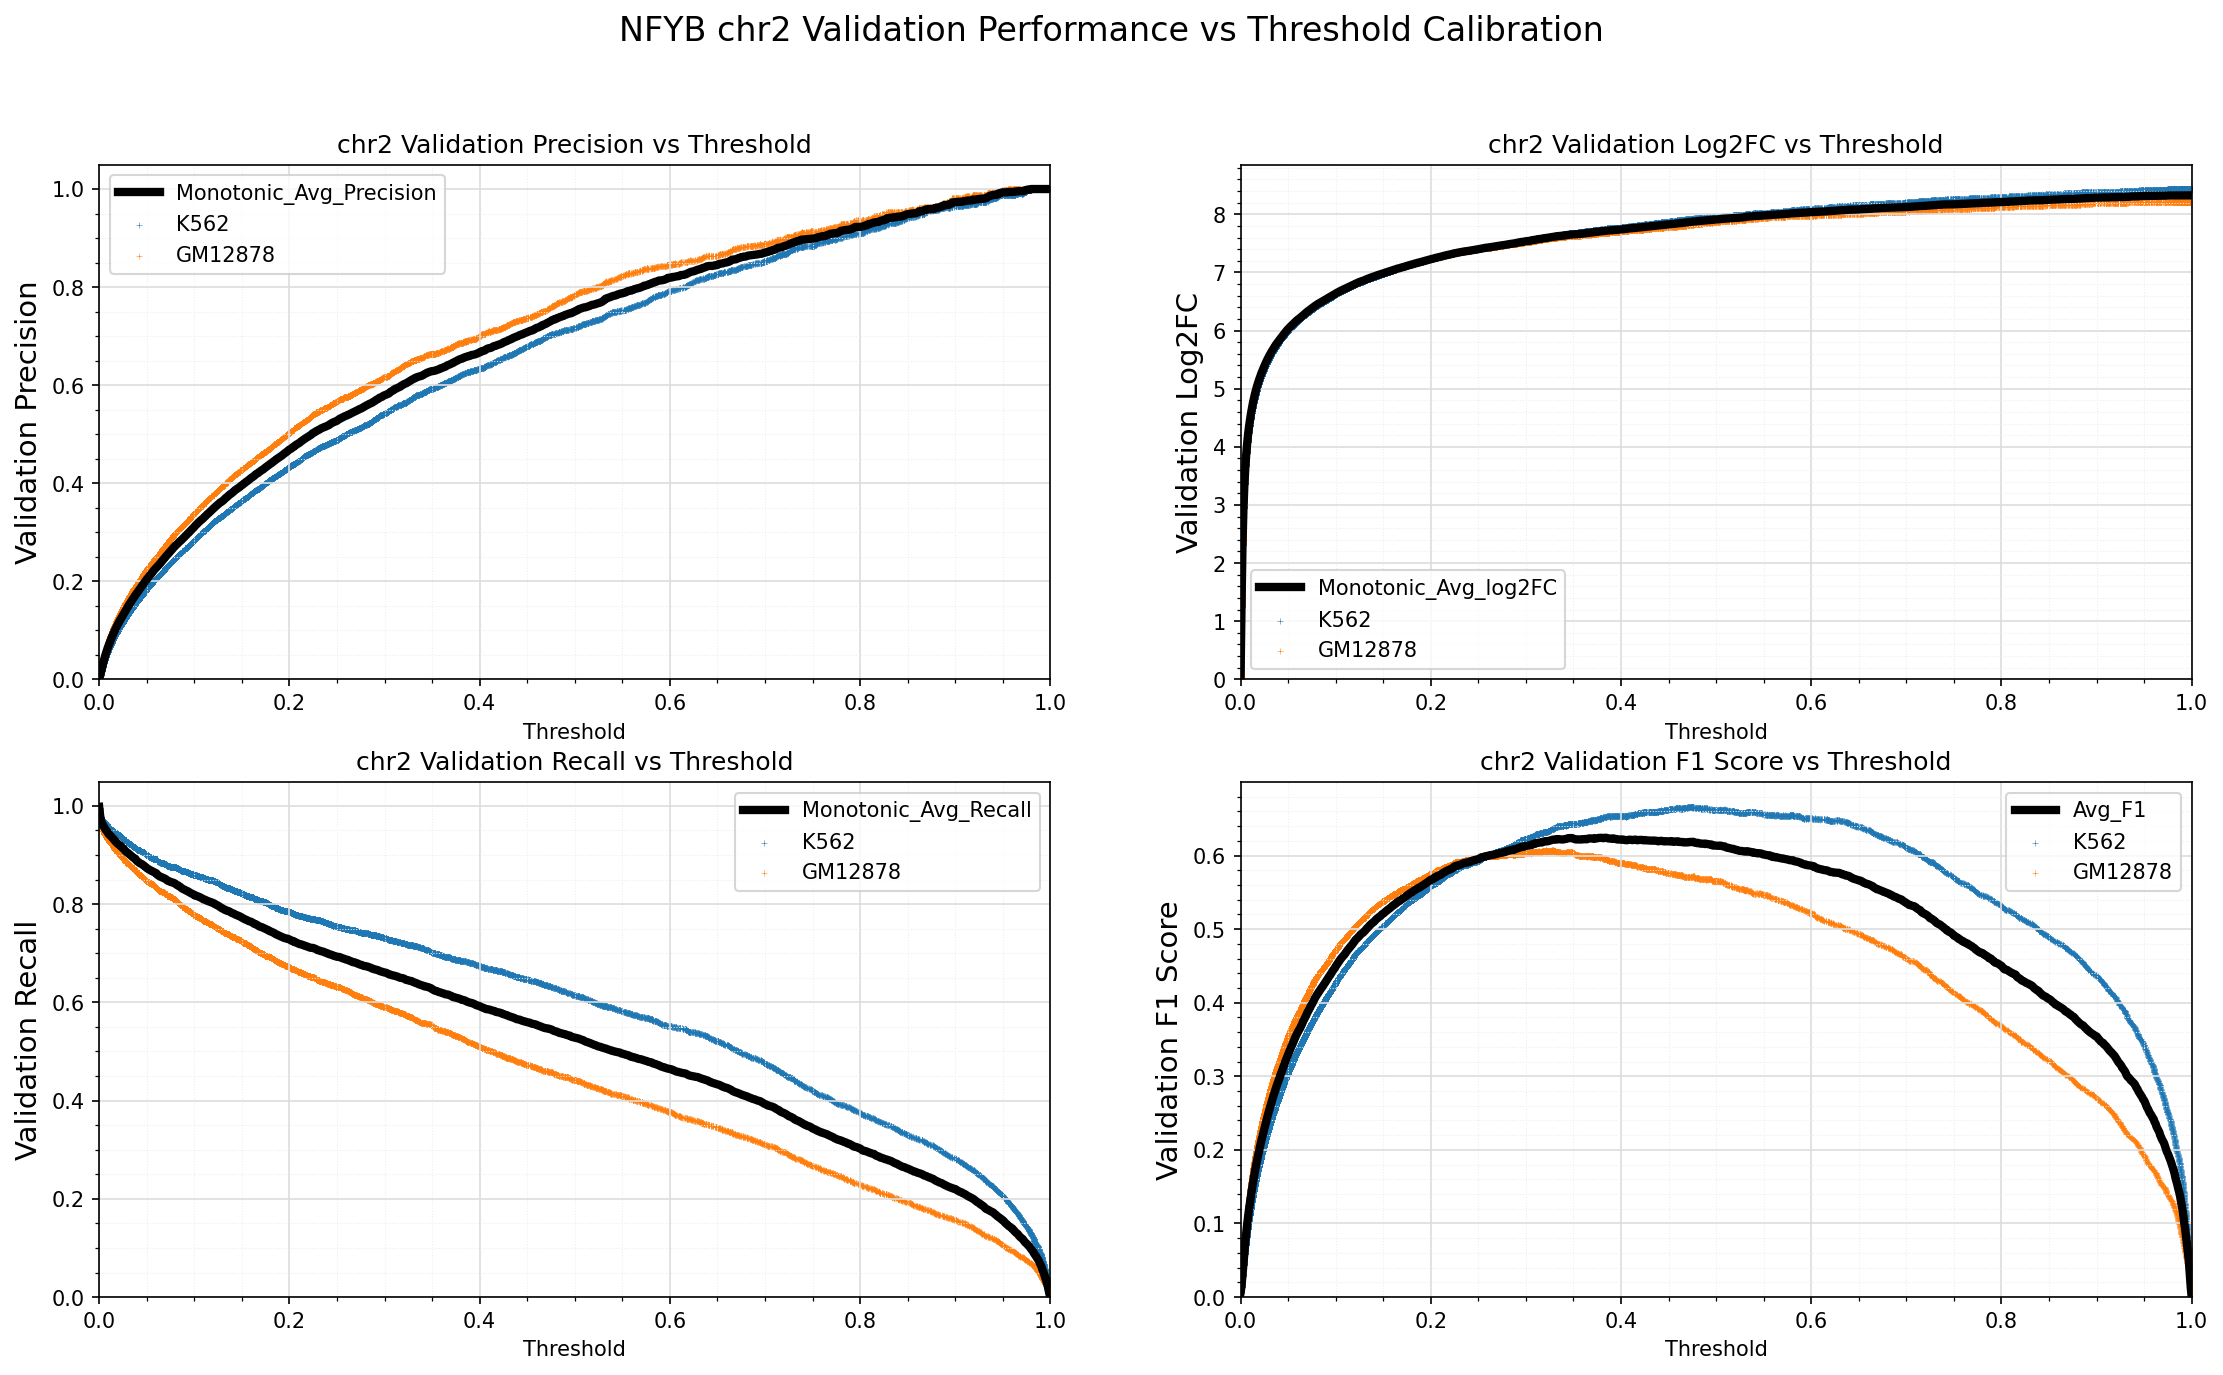 NFYB chr2 Validation Performance vs Threshold Calibration
chr2 Validation Precision vs Threshold
Validation Precision
1.0
0.8
0.6
0.4
0.2
0.0
Monotonic_Avg_Precision
K562
GM12878
0.0 0.2 0.4 0.6 0.8 1.0
Threshold
chr2 Validation Log2FC vs Threshold
Validation Log2FC
8
7
6
5
4
3
2
1
0
Monotonic_Avg_log2FC
K562
GM12878
0.0 0.2 0.4 0.6 0.8 1.0
Threshold
chr2 Validation Recall vs Threshold
Validation Recall
1.0
0.8
0.6
0.4
0.2
0.0
Monotonic_Avg_Recall
K562
GM12878
0.0 0.2 0.4 0.6 0.8 1.0
Threshold
chr2 Validation F1 Score vs Threshold
Validation F1 Score
0.6
0.5
0.4
0.3
0.2
0.1
0.0
Avg_F1
K562
GM12878
0.0 0.2 0.4 0.6 0.8 1.0
Threshold